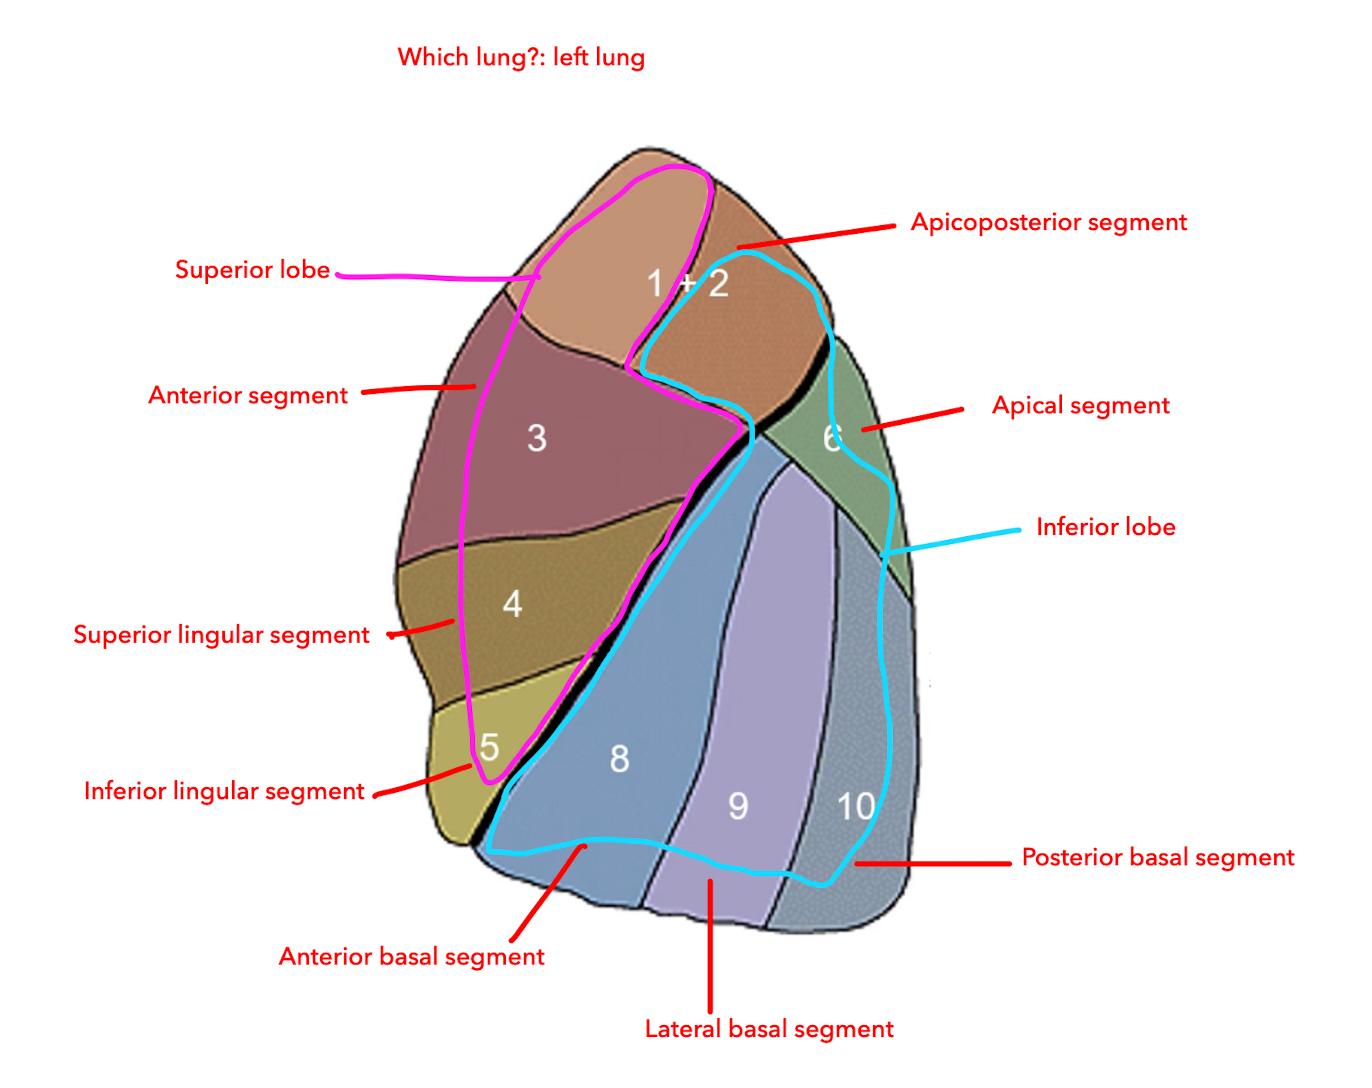 Which lung?: left lung
Apicoposterior segment
Superior lobe
1 + 2
Anterior segment
Apical segment
3
6
Inferior lobe
4
Superior lingular segment
5
8
Inferior lingular segment
9
10
Posterior basal segment
Anterior basal segment
Lateral basal segment